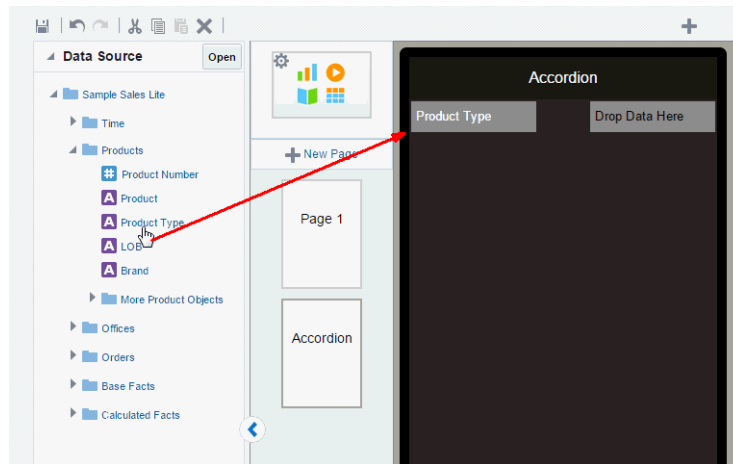 Data Source
Open
Sample Sales Lite
Time
Products
# Product Number
A Product
A Product Type
A LOB
A Brand
More Product Objects
Offices
Orders
Base Facts
Calculated Facts
New Page
Page 1
Accordion
Accordion
Product Type
Drop Data Here